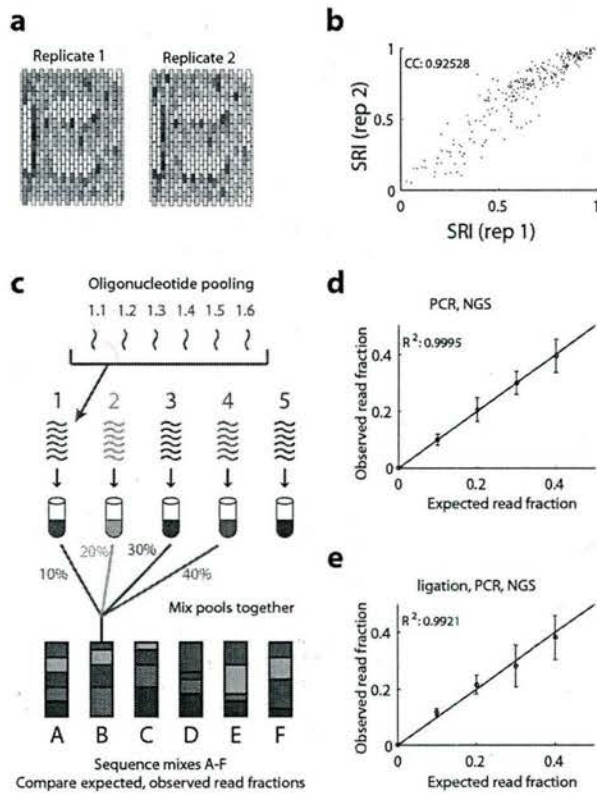 a
Replicate 1
Replicate 2
b
CC: 0.92528
1
0.5
0
0
0.5
1
SRI (rep 2)
SRI (rep 1)
c
Oligonucleotide pooling
1.1 1.2 1.3 1.4 1.5 1.6
1 2 3 4 5
10% 20% 30% 40%
Mix pools together
A B C D E F
Sequence mixes A-F
Compare expected, observed read fractions
d
PCR, NGS
R²: 0.9995
0.4
0.2
0
0 0.2 0.4
Observed read fraction
Expected read fraction
e
ligation, PCR, NGS
R²: 0.9921
0.4
0.2
0
0 0.2 0.4
Observed read fraction
Expected read fraction